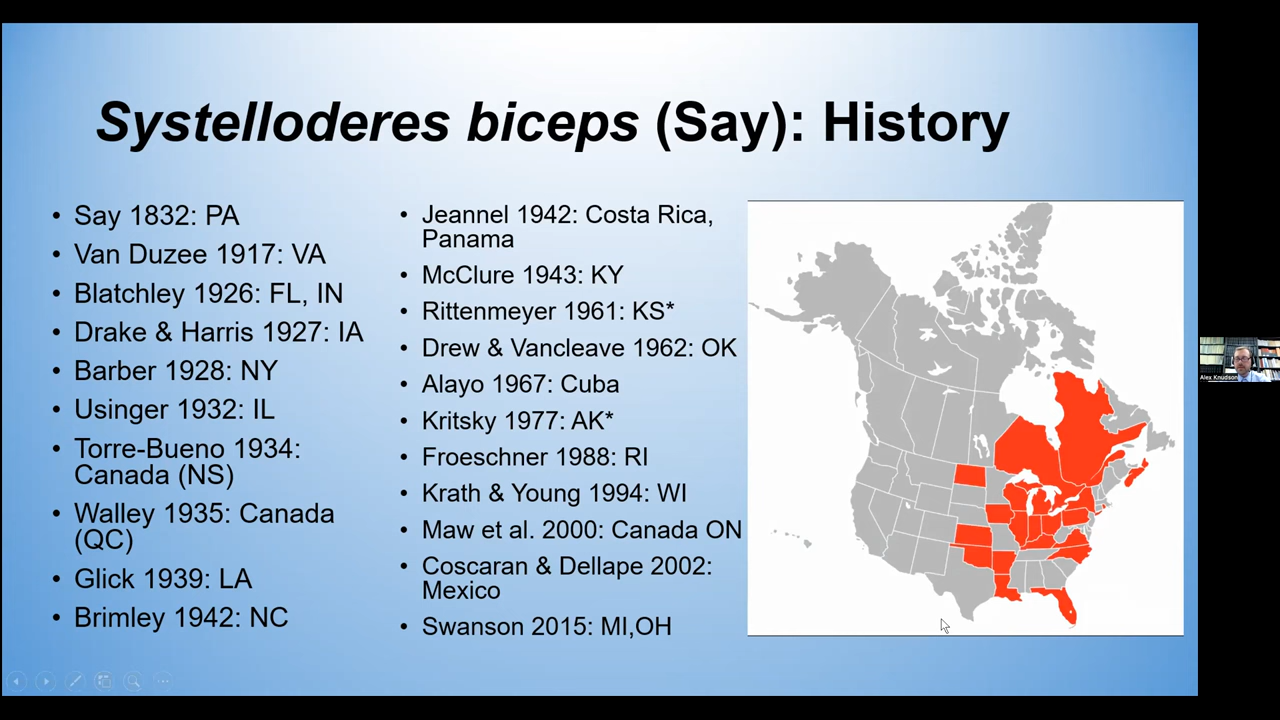 Systelloderes biceps (Say): History
• Say 1832: PA
• Van Duzee 1917: VA
• Blatchley 1926: FL, IN
• Drake & Harris 1927: IA
• Barber 1928: NY
• Usinger 1932: IL
• Torre-Bueno 1934:
Canada (NS)
• Walley 1935: Canada
(QC)
• Glick 1939: LA
• Brimley 1942: NC
• Jeannel 1942: Costa Rica,
Panama
• McClure 1943: KY
• Rittenmeyer 1961: KS*
• Drew & Vancleave 1962: OK
• Alayo 1967: Cuba
• Kritsky 1977: AK*
• Froeschner 1988: RI
• Krath & Young 1994: WI
• Maw et al. 2000: Canada ON
• Coscaran & Dellape 2002:
Mexico
• Swanson 2015: MI,OH
Alex Knudson